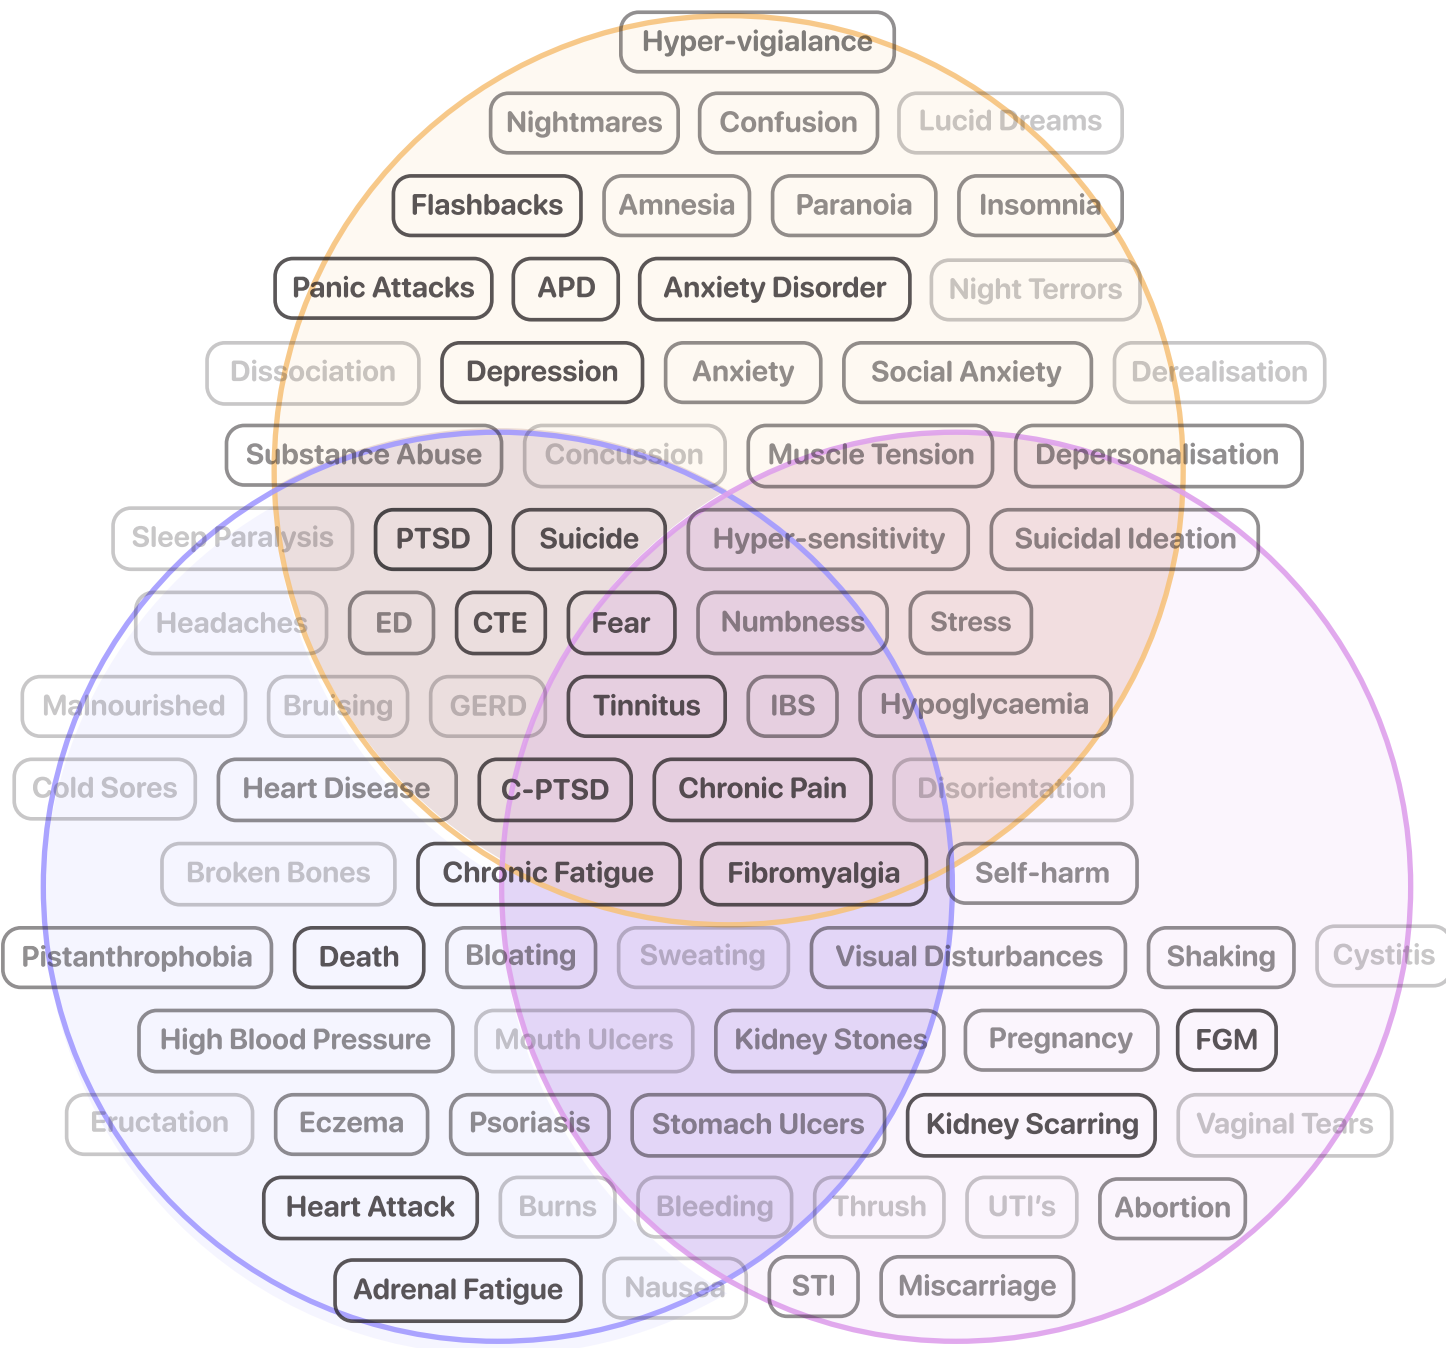 Hyper-vigialance
Nightmares Confusion Lucid Dreams
Flashbacks Amnesia Paranoia Insomnia
Panic Attacks APD Anxiety Disorder Night Terrors
Dissociation Depression Anxiety Social Anxiety Derealisation
Substance Abuse Concussion Muscle Tension Depersonalisation
Sleep Paralysis PTSD Suicide Hyper-sensitivity Suicidal Ideation
Headaches ED CTE Fear Numbness Stress
Malnourished Bruising GERD Tinnitus IBS Hypoglycaemia
Cold Sores Heart Disease C-PTSD Chronic Pain Disorientation
Broken Bones Chronic Fatigue Fibromyalgia Self-harm
Pistanthrophobia Death Bloating Sweating Visual Disturbances Shaking Cystitis
High Blood Pressure Mouth Ulcers Kidney Stones Pregnancy FGM
Eructation Eczema Psoriasis Stomach Ulcers Kidney Scarring Vaginal Tears
Heart Attack Burns Bleeding Thrush UTI’s Abortion
Adrenal Fatigue Nausea STI Miscarriage